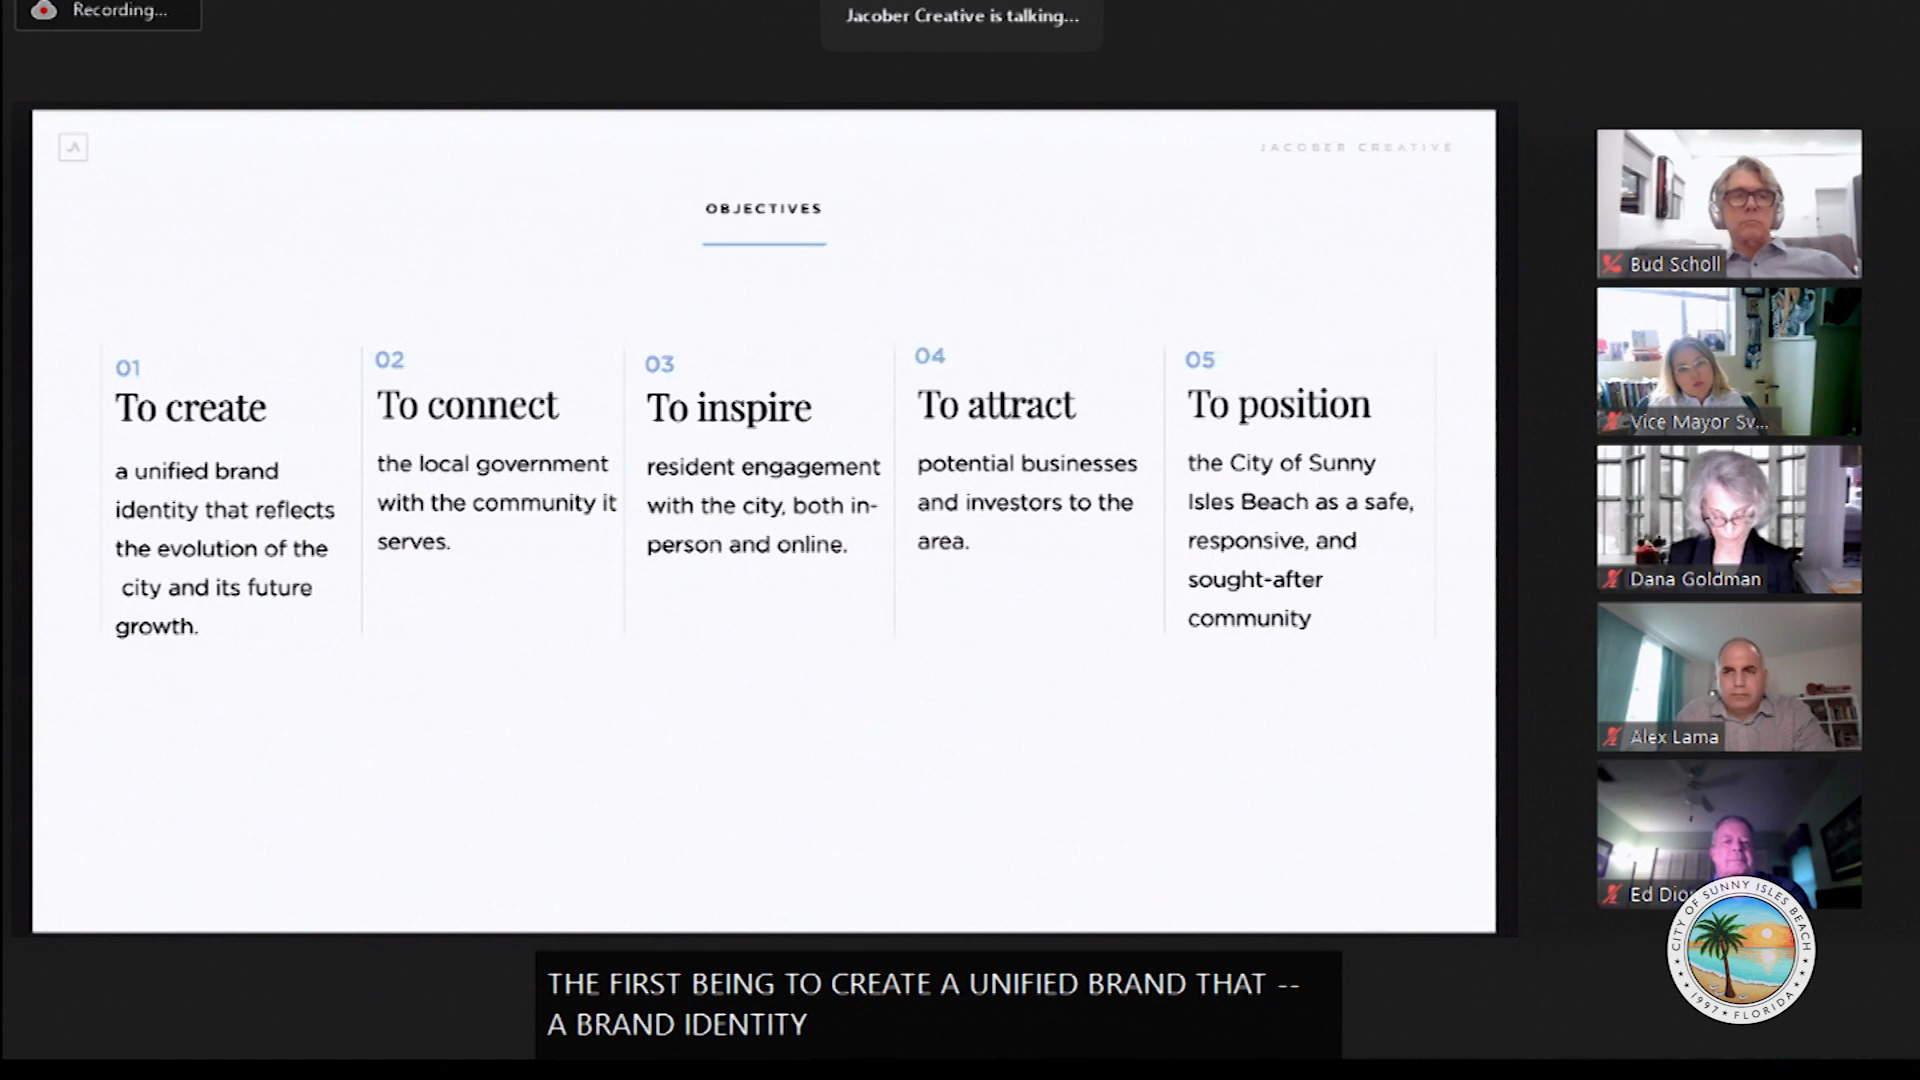 Recording...
Jacober Creative is talking...
JA
JACOBER CREATIVE
OBJECTIVES
01
To create
a unified brand
identity that reflects
the evolution of the
city and its future
growth.
02
To connect
the local government
with the community it
serves.
03
To inspire
resident engagement
with the city, both in-
person and online.
04
To attract
potential businesses
and investors to the
area.
05
To position
the City of Sunny
Isles Beach as a safe,
responsive, and
sought-after
community
Bud Scholl
Vice Mayor Sv...
Dana Goldman
Alex Lama
Ed Dio
CITY OF SUNNY ISLES BEACH
1997 FLORIDA
THE FIRST BEING TO CREATE A UNIFIED BRAND THAT --
A BRAND IDENTITY